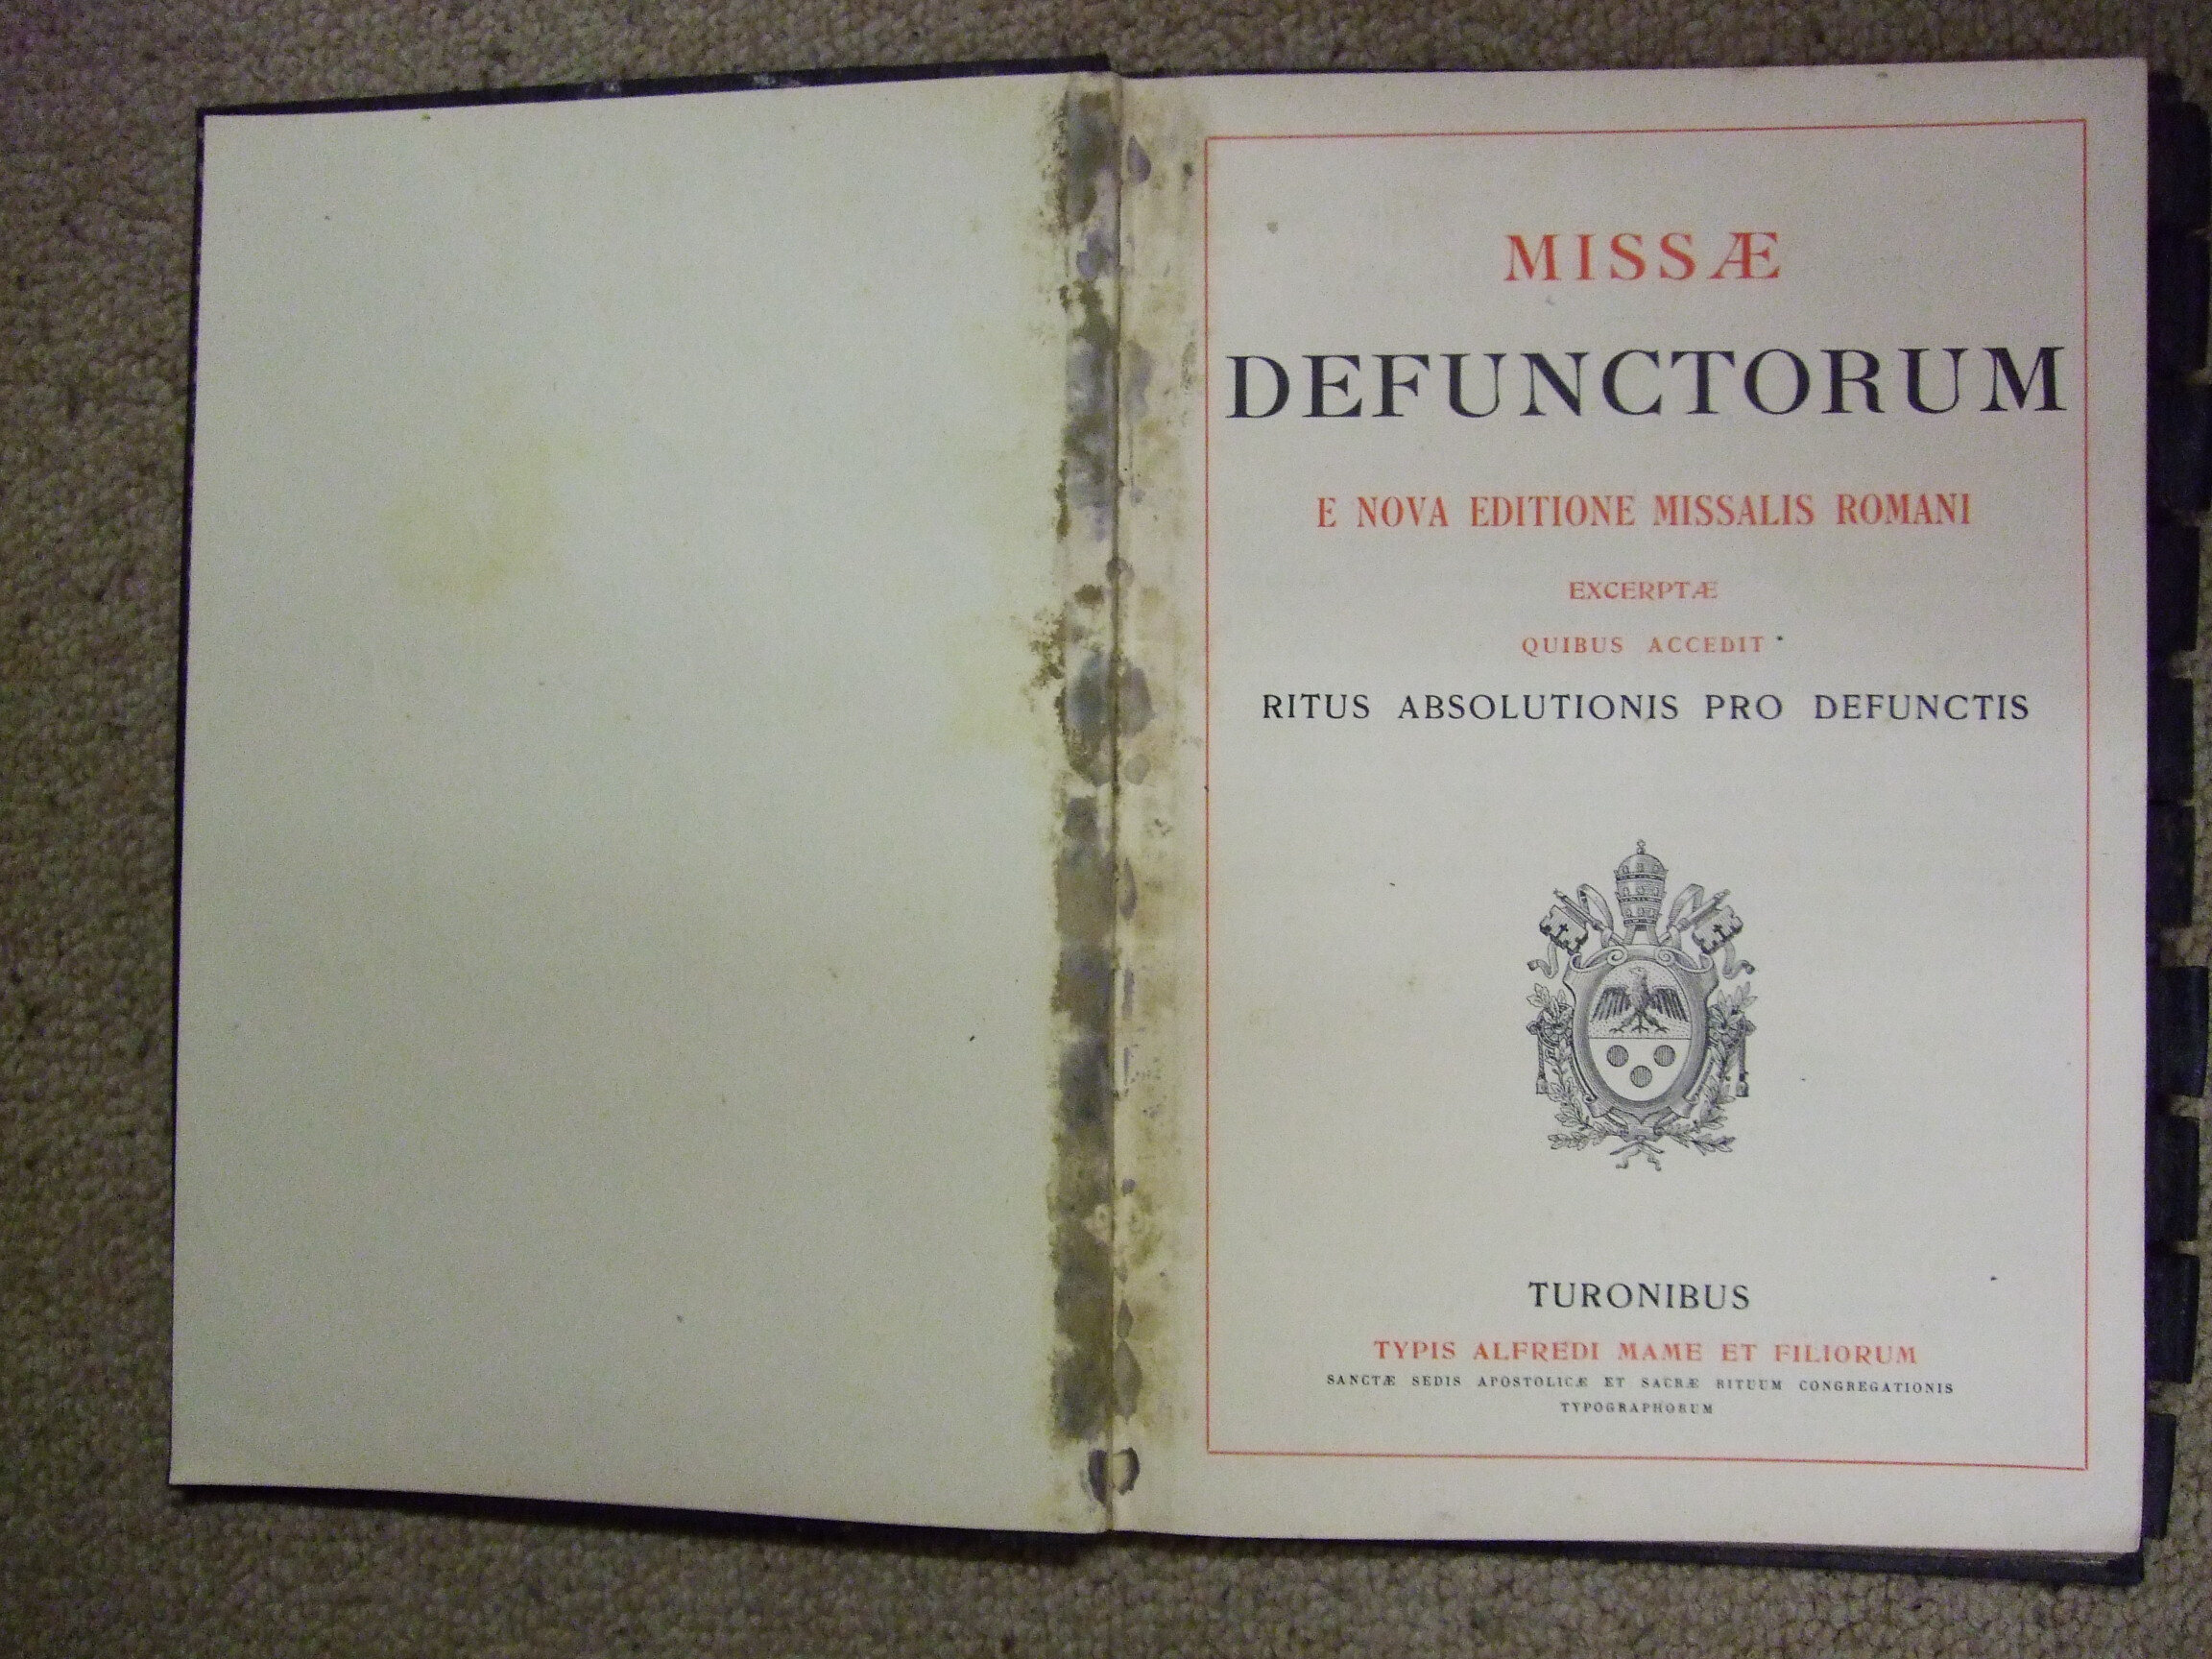 MISSÆ
DEFUNCTORUM
E NOVA EDITIONE MISSALIS ROMANI
EXCERPTÆ
QUIBUS ACCEDIT
RITUS ABSOLUTIONIS PRO DEFUNCTIS
TURONIBUS
TYPIS ALFREDI MAME ET FILIORUM
SANCTÆ SEDIS APOSTOLICÆ ET SACRÆ RITUUM CONGREGATIONIS
TYPOGRAPHORUM